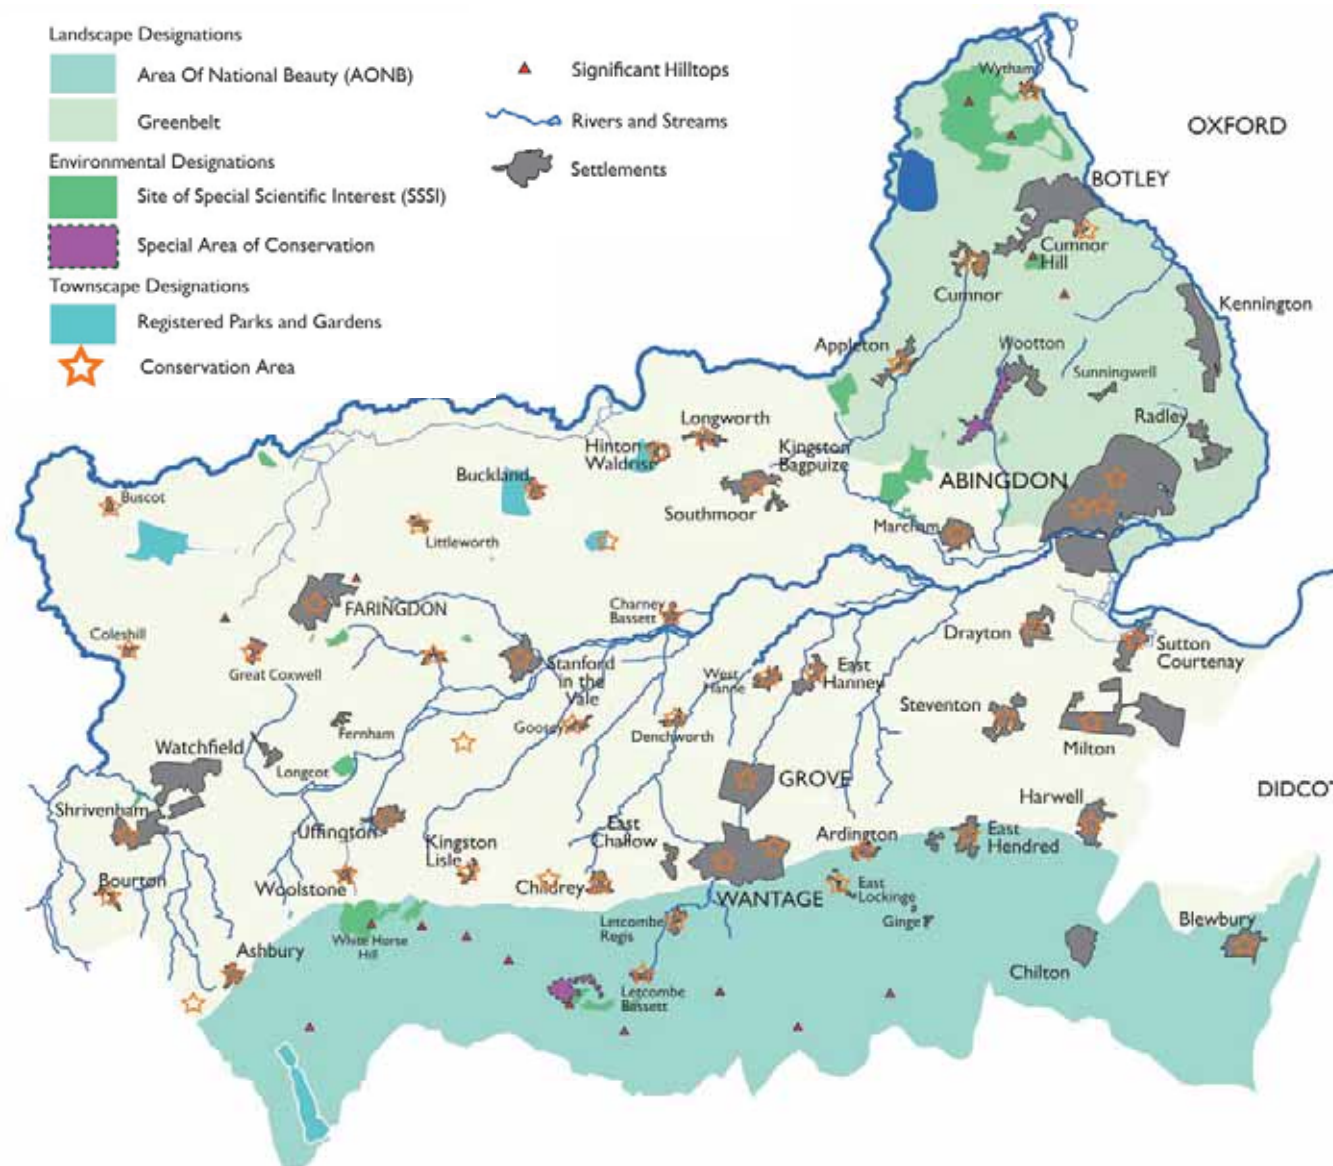 Landscape Designations
Area Of National Beauty (AONB)
Greenbelt
Environmental Designations
Site of Special Scientific Interest (SSSI)
Special Area of Conservation
Townscape Designations
Registered Parks and Gardens
Conservation Area
Significant Hilltops
Rivers and Streams
Settlements
Wytham
OXFORD
BOTLEY
Cumnor
Hill
Cumnor
Kennington
Appleton
Wootton
Sunningwell
Radley
Longworth
Hinton
Waldrist
Kingston
Bagpuize
Buckland
ABINGDON
Buscot
Southmoor
Marcham
Littleworth
FARINGDON
Charney
Bassett
Drayton
Coleshill
Sutton
Courtenay
Great Coxwell
Stanford
in the
Vale
West
Hanne
East
Hanney
Steventon
Goosey
Denchworth
Fernham
Milton
Watchfield
Longcot
GROVE
DIDCOT
Shrivenham
Harwell
Uffington
East
Challow
Ardington
East
Hendred
Kingston
Lisle
Bourton
Woolstone
Childrey
WANTAGE
East
Lockinge
Letcombe
Regis
Ginge
Blewbury
White Horse
Hill
Ashbury
Chilton
Letcombe
Bassett